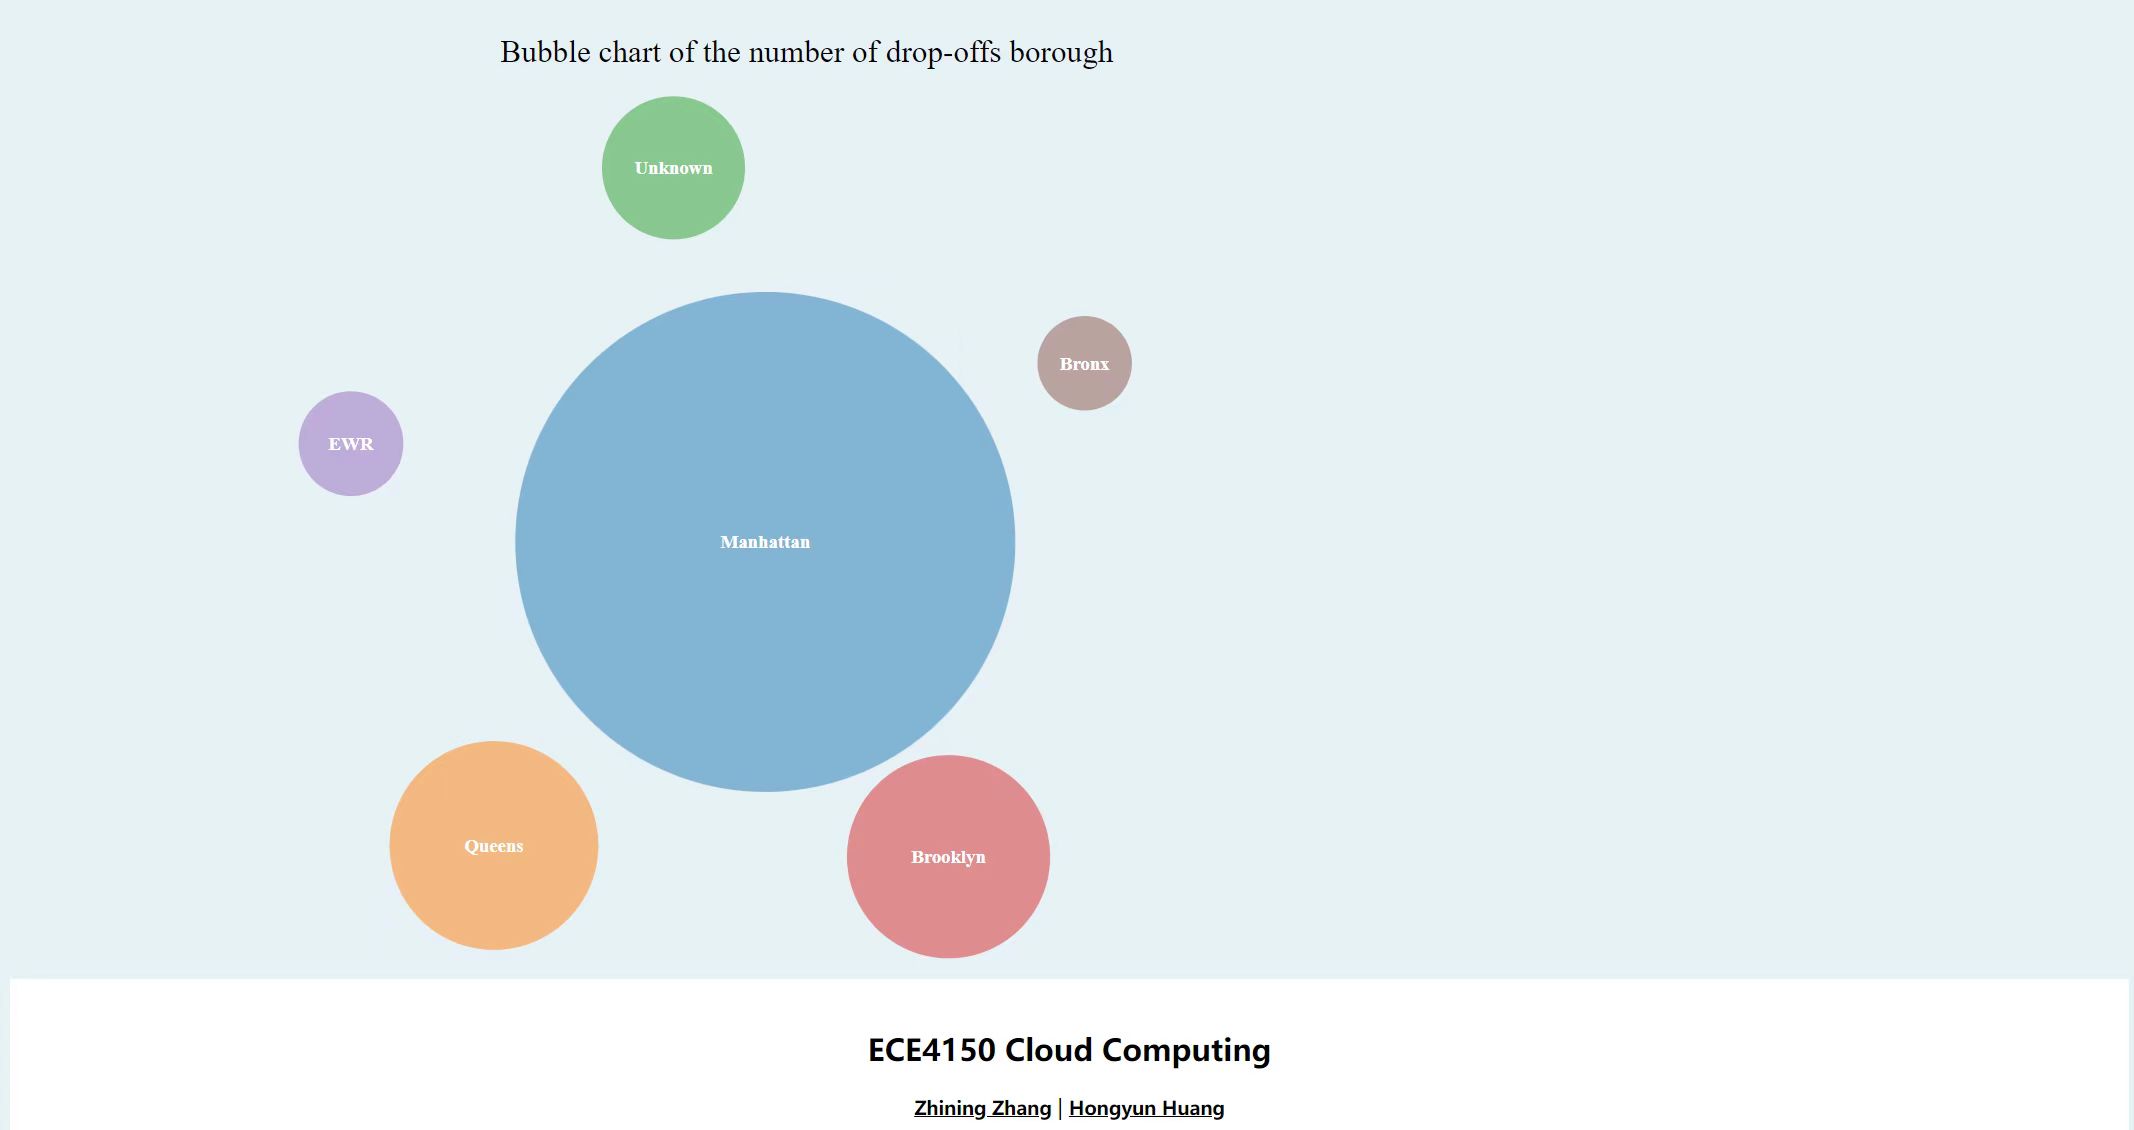 Bubble chart of the number of drop-offs borough
Unknown
Bronx
EWR
Manhattan
Queens
Brooklyn
ECE4150 Cloud Computing
Zhining Zhang | Hongyun Huang